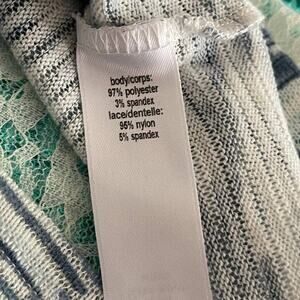 body/corps:
97% polyester
3% spandex
lace/dentelle:
95% nylon
5% spandex